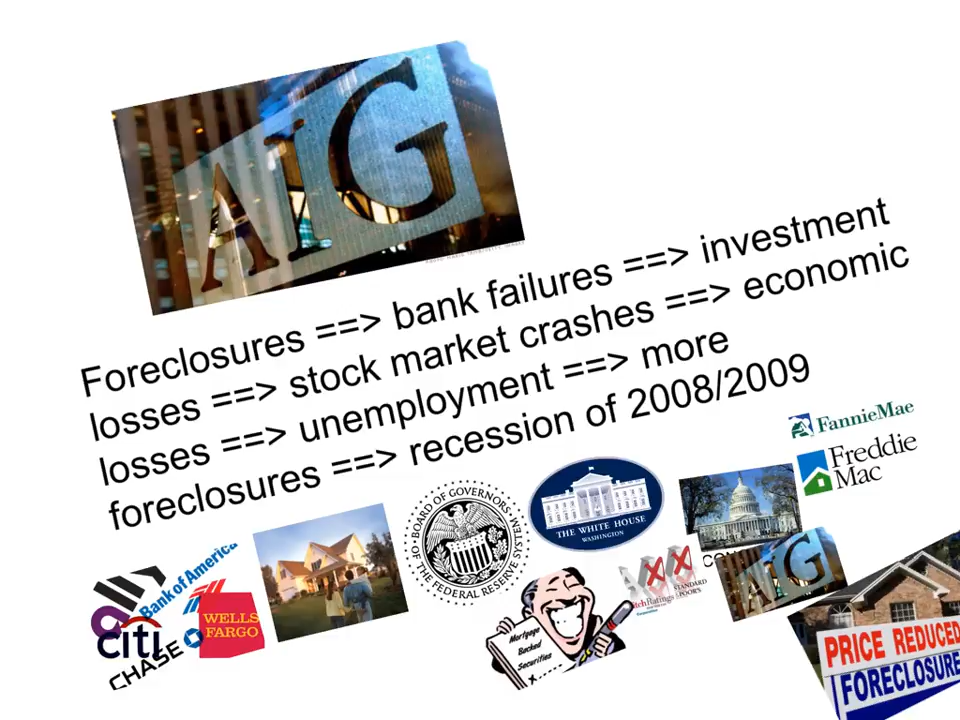 AIG
Foreclosures ==> bank failures ==> investment
losses ==> stock market crashes ==> economic
losses ==> unemployment ==> more
foreclosures ==> recession of 2008/2009
FannieMae
Freddie
Mac
BOARD OF GOVERNORS
OF THE FEDERAL RESERVE SYSTEM
THE WHITE HOUSE
WASHINGTON
Bank of America
citi
WELLS
FARGO
CHASE
Mortgage
Backed
Securities
X
FitchRatings
STANDARD
&POOR'S
AIG
PRICE REDUCED
FORECLOSURE